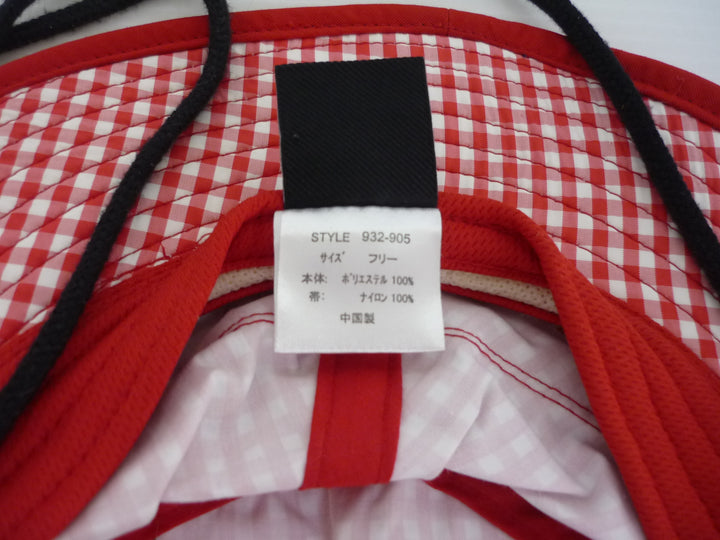 STYLE 932-905
サイズ フリー
本体: ポリエステル 100%
帯: ナイロン 100%
中国製